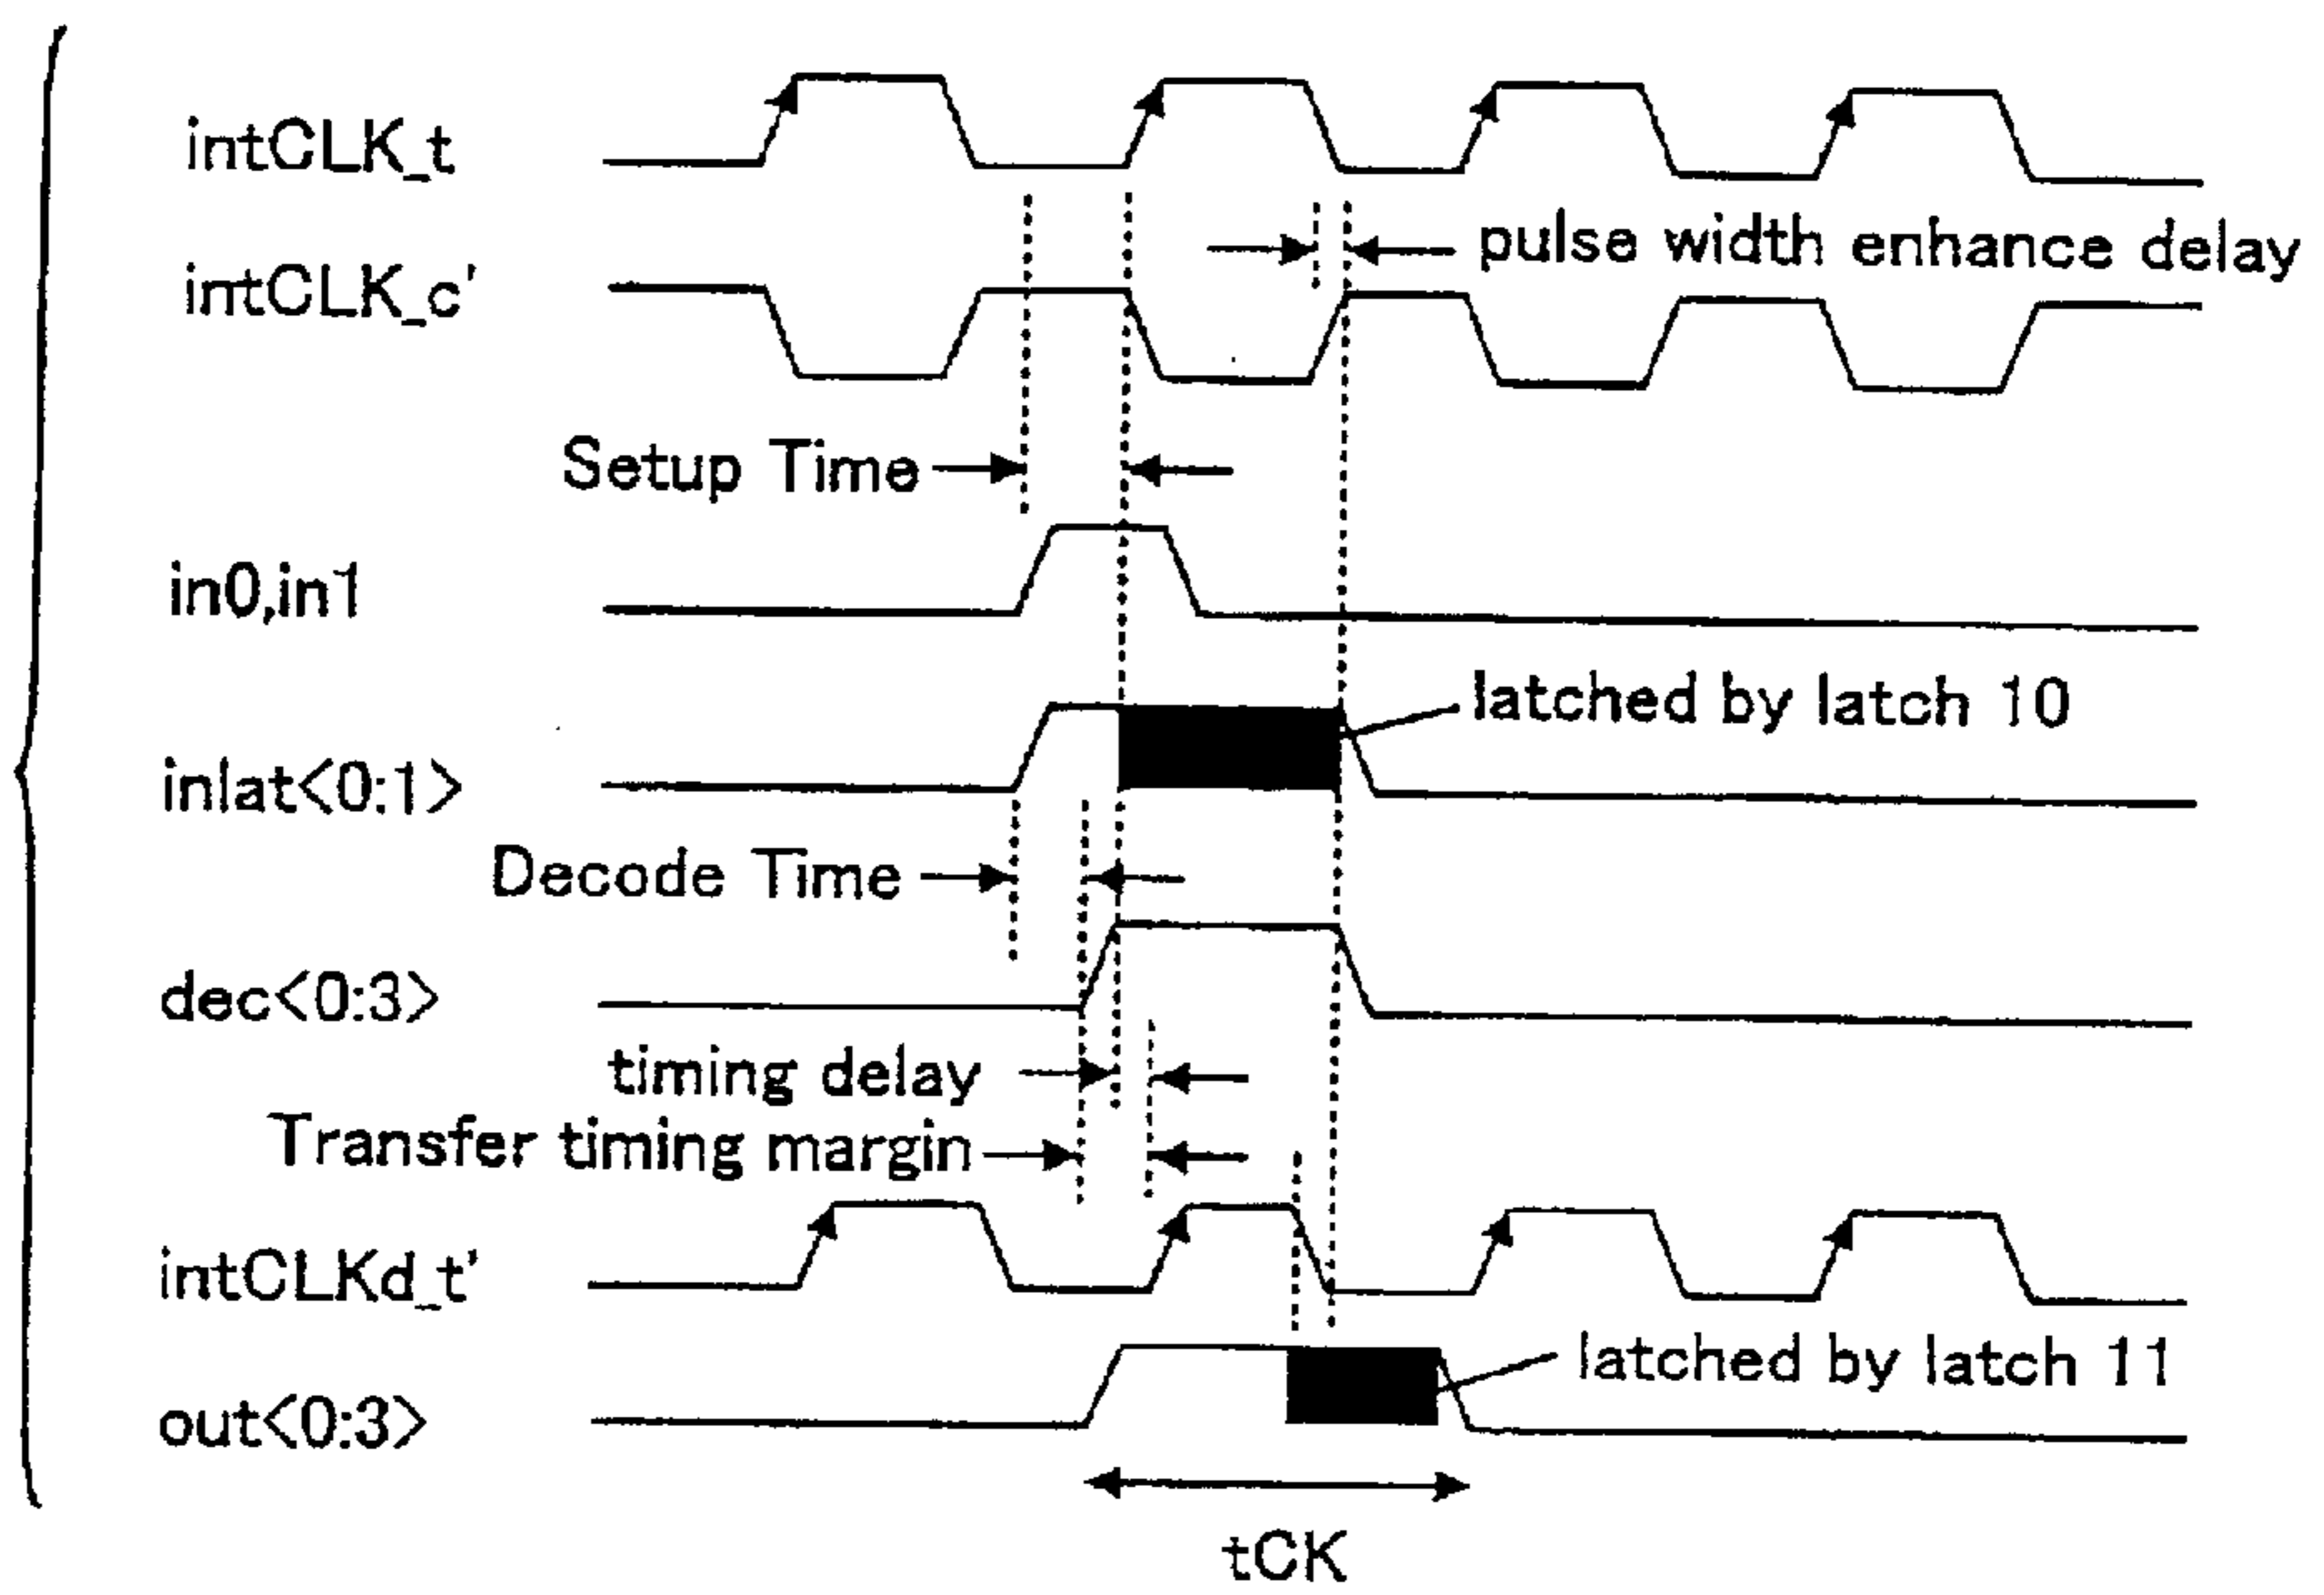 intCLK_t
pulse width enhance delay
intCLK_c'
Setup Time
in0,in1
latched by latch 10
inlat<0:1>
Decode Time
dec<0:3>
timing delay
Transfer timing margin
intCLKd_t'
latched by latch 11
out<0:3>
tCK